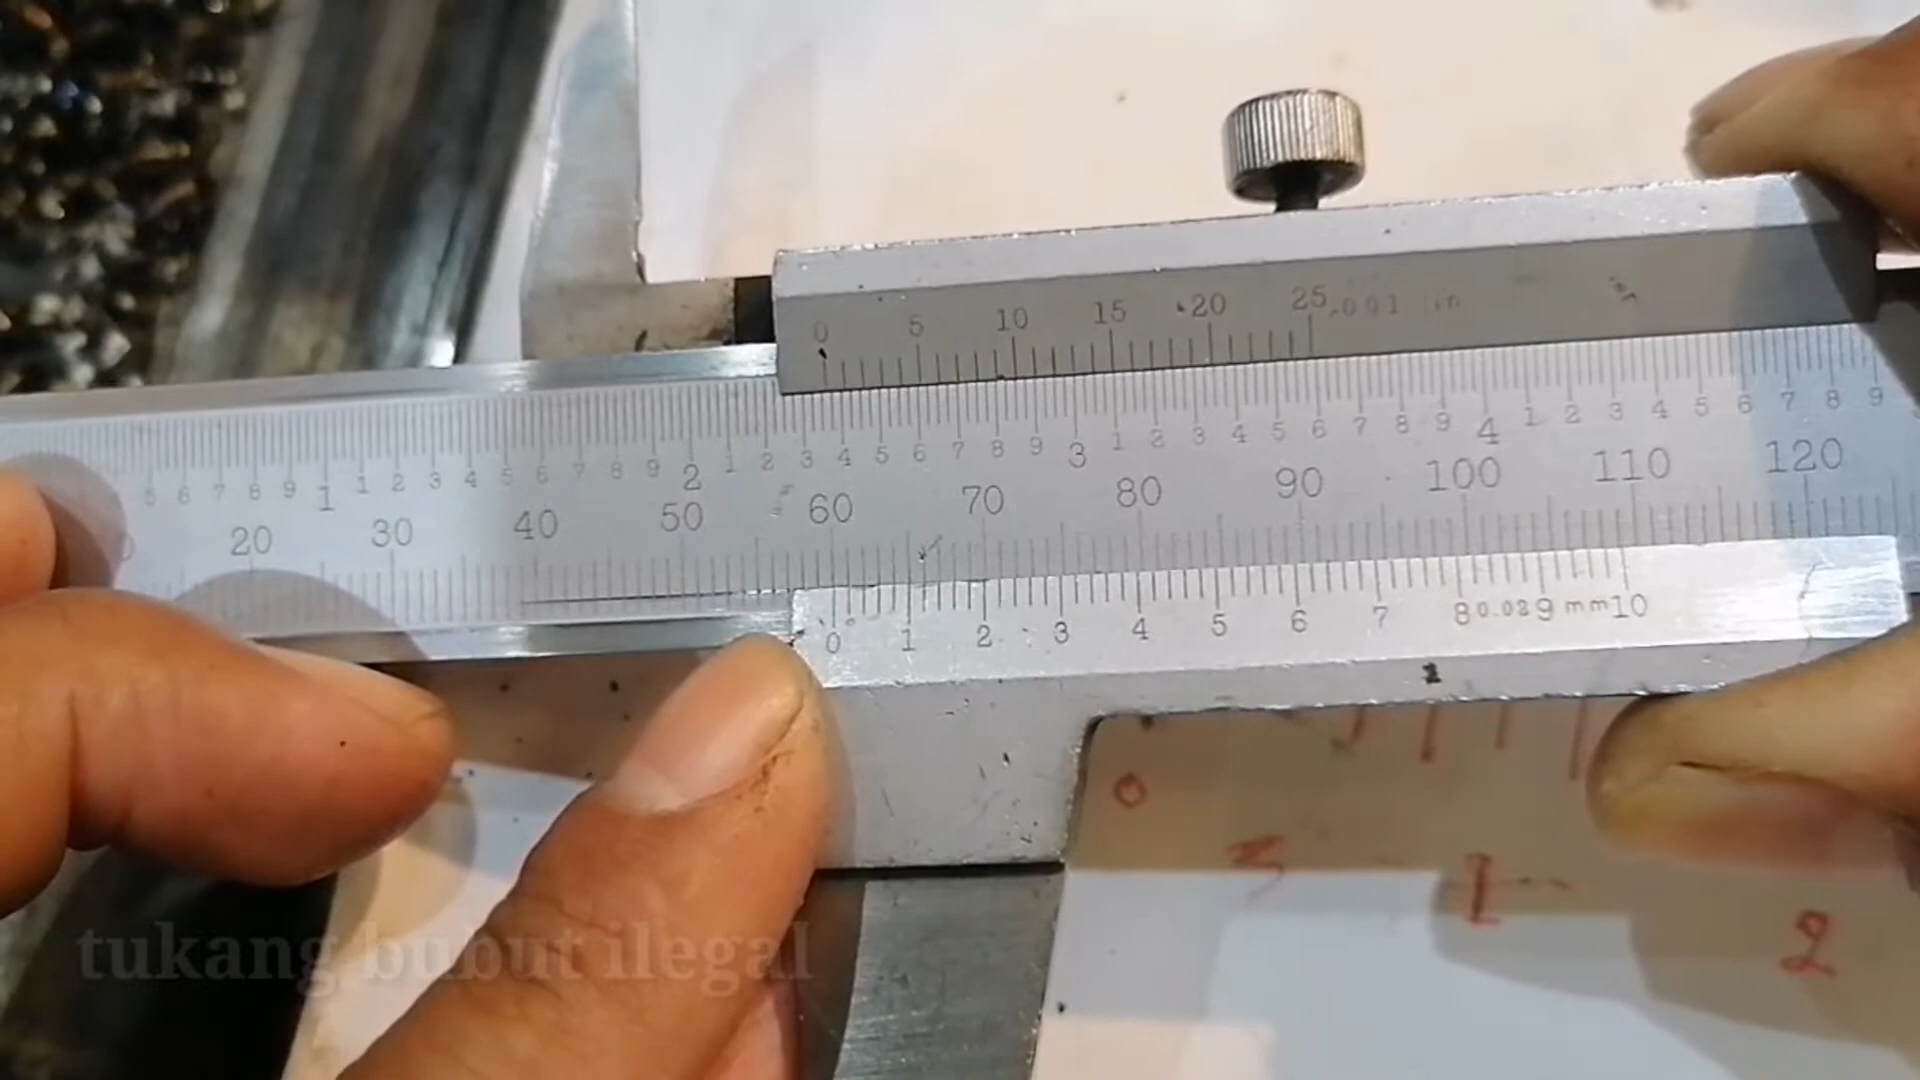 0 5 10 15 20 25 .001 in
5 6 7 8 9 1 1 2 3 4 5 6 7 8 9 2 1 2 3 4 5 6 7 8 9 3 1 2 3 4 5 6 7 8 9 4 1 2 3 4 5 6 7 8 9
20 30 40 50 60 70 80 90 100 110 120
0 1 2 3 4 5 6 7 8 0.02 9 mm 10
0
1
2
tukang bubut ilegal